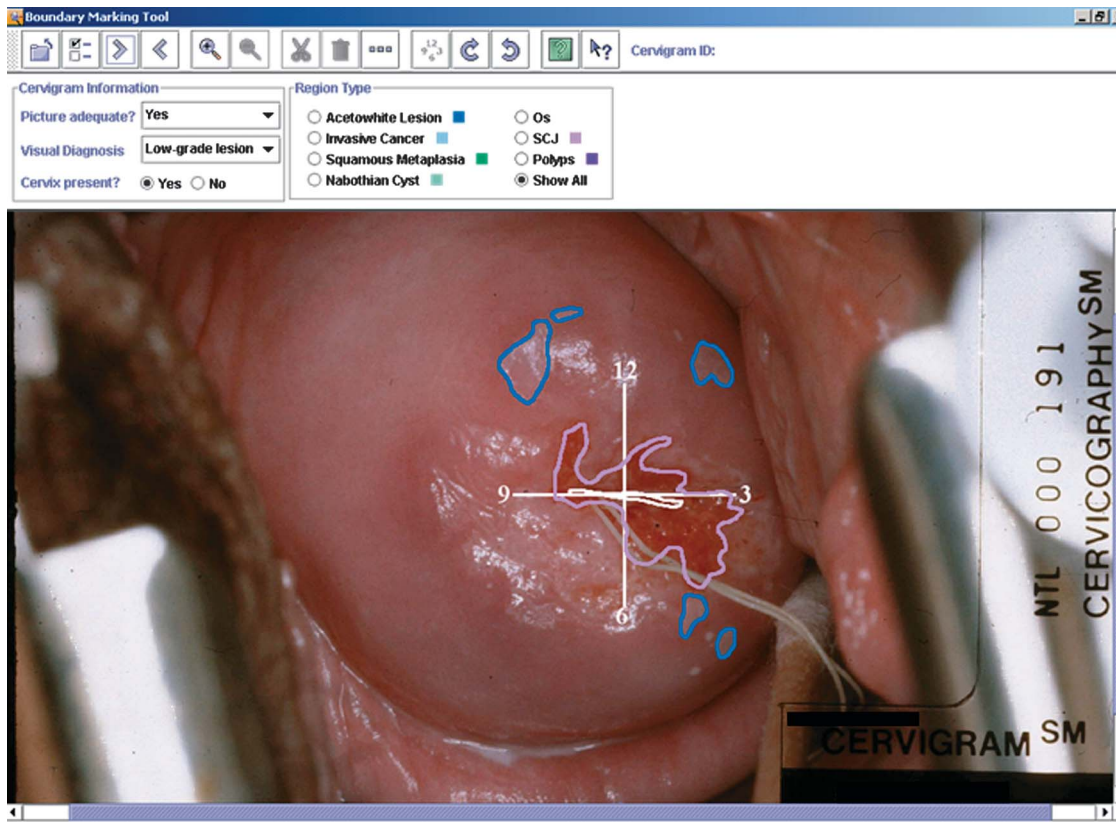 Boundary Marking Tool
Cervigram ID:
Cervigram Information
Picture adequate? Yes
Visual Diagnosis Low-grade lesion
Cervix present? Yes No
Region Type
Acetowhite Lesion Os
Invasive Cancer SCJ
Squamous Metaplasia Polyps
Nabothian Cyst Show All
12
9 3
6
NTL 000 191
CERVICOGRAPHY SM
CERVIGRAM SM